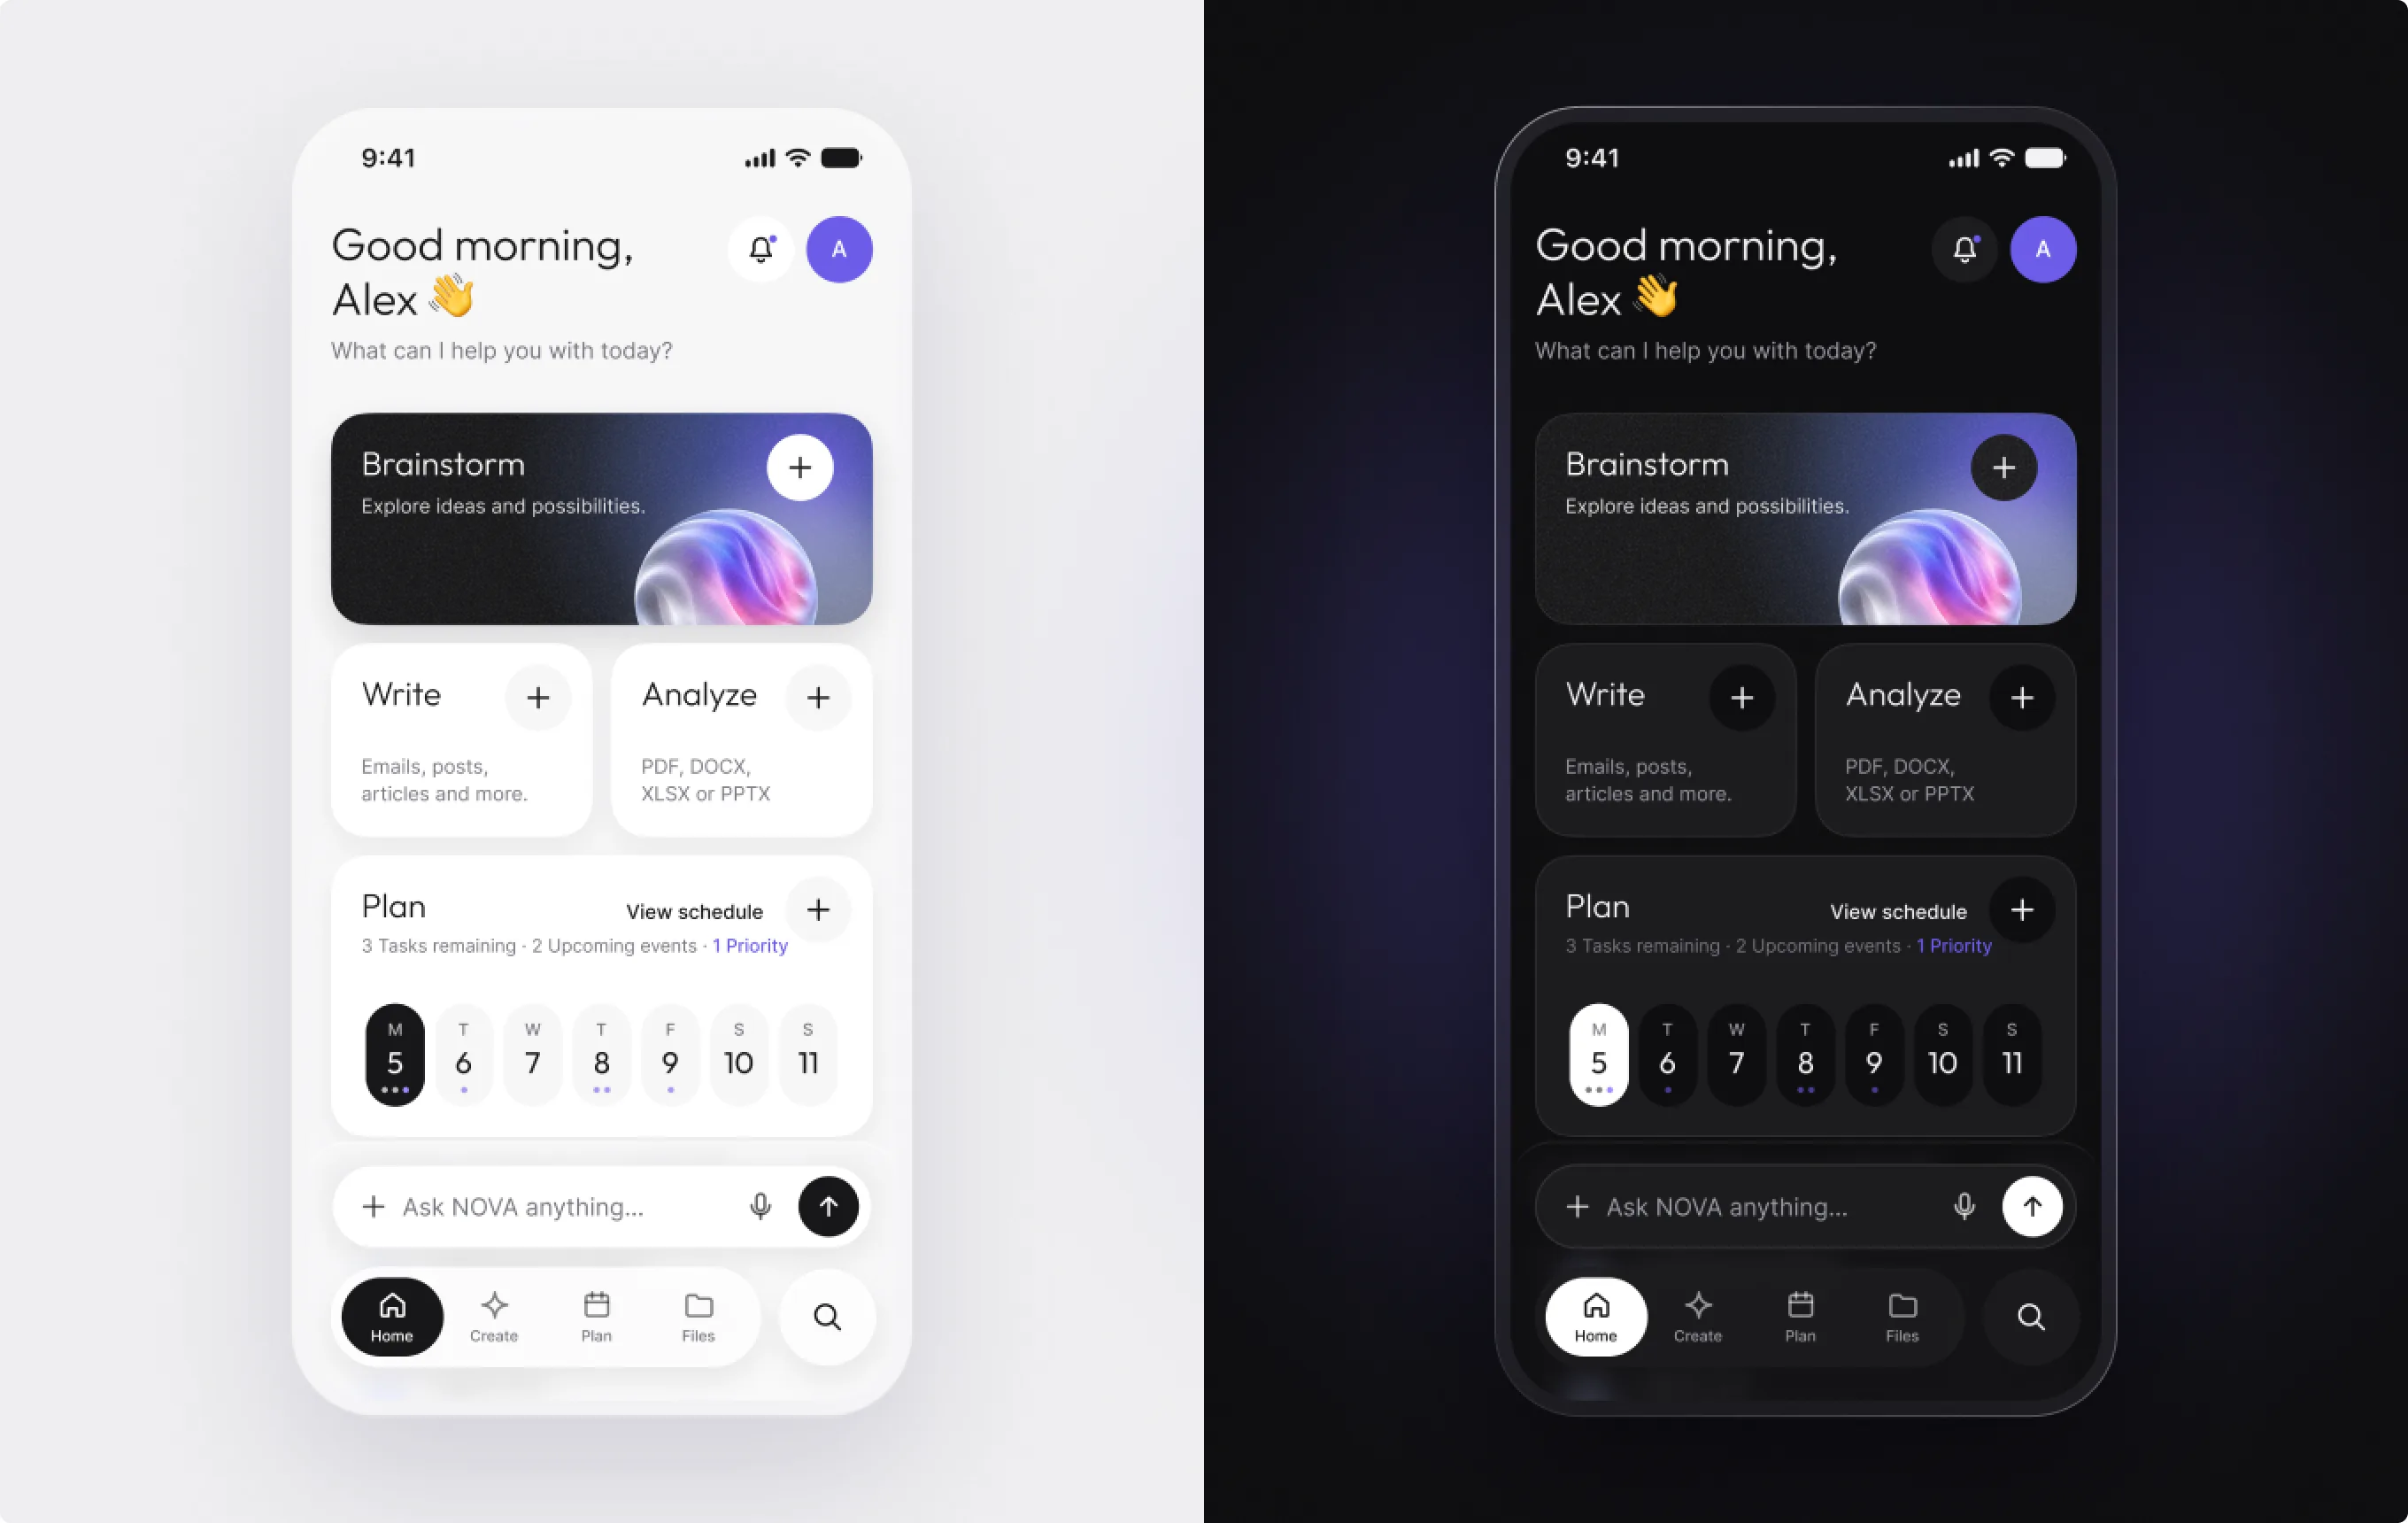 9:41
Good morning,
Alex 👋
A
What can I help you with today?
Brainstorm
Explore ideas and possibilities.
Write
Emails, posts,
articles and more.
Analyze
PDF, DOCX,
XLSX or PPTX
Plan
View schedule
3 Tasks remaining · 2 Upcoming events · 1 Priority
M T W T F S S
5 6 7 8 9 10 11
Ask NOVA anything...
Home Create Plan Files
9:41
Good morning,
Alex 👋
A
What can I help you with today?
Brainstorm
Explore ideas and possibilities.
Write
Emails, posts,
articles and more.
Analyze
PDF, DOCX,
XLSX or PPTX
Plan
View schedule
3 Tasks remaining · 2 Upcoming events · 1 Priority
M T W T F S S
5 6 7 8 9 10 11
Ask NOVA anything...
Home Create Plan Files